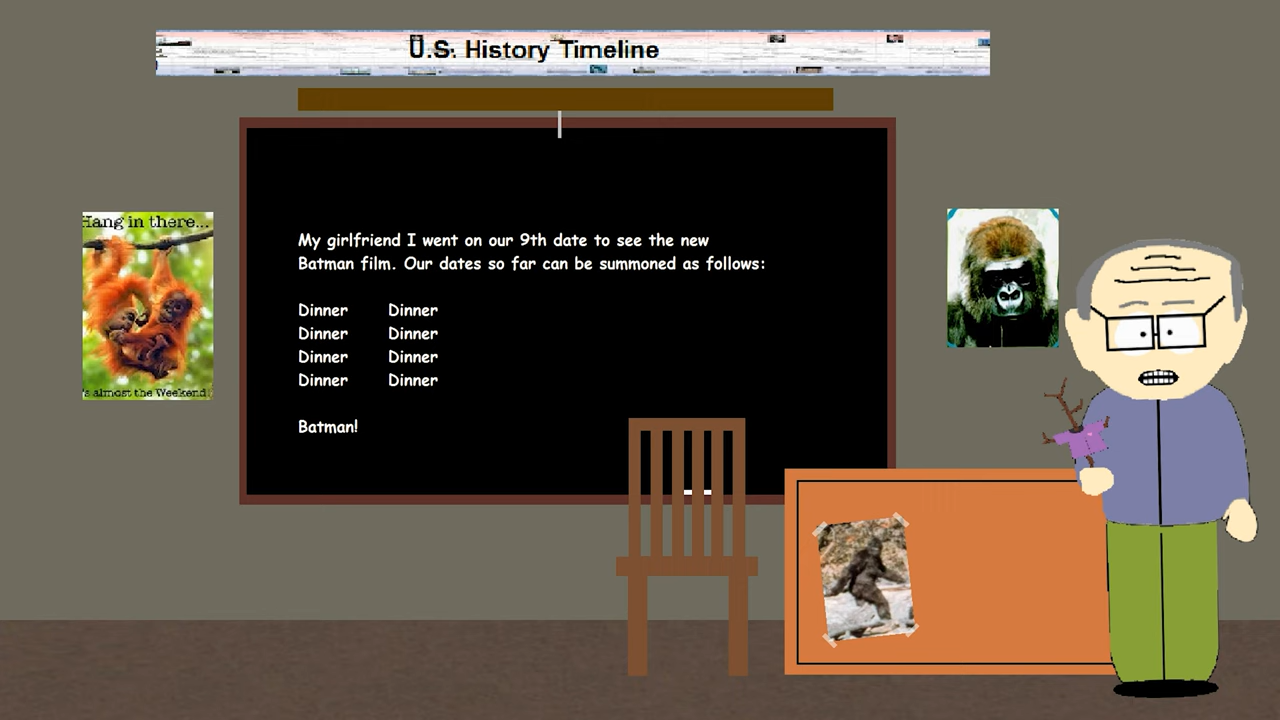 U.S. History Timeline
Hang in there...
's almost the Weekend
My girlfriend I went on our 9th date to see the new
Batman film. Our dates so far can be summoned as follows:
Dinner Dinner
Dinner Dinner
Dinner Dinner
Dinner Dinner
Batman!